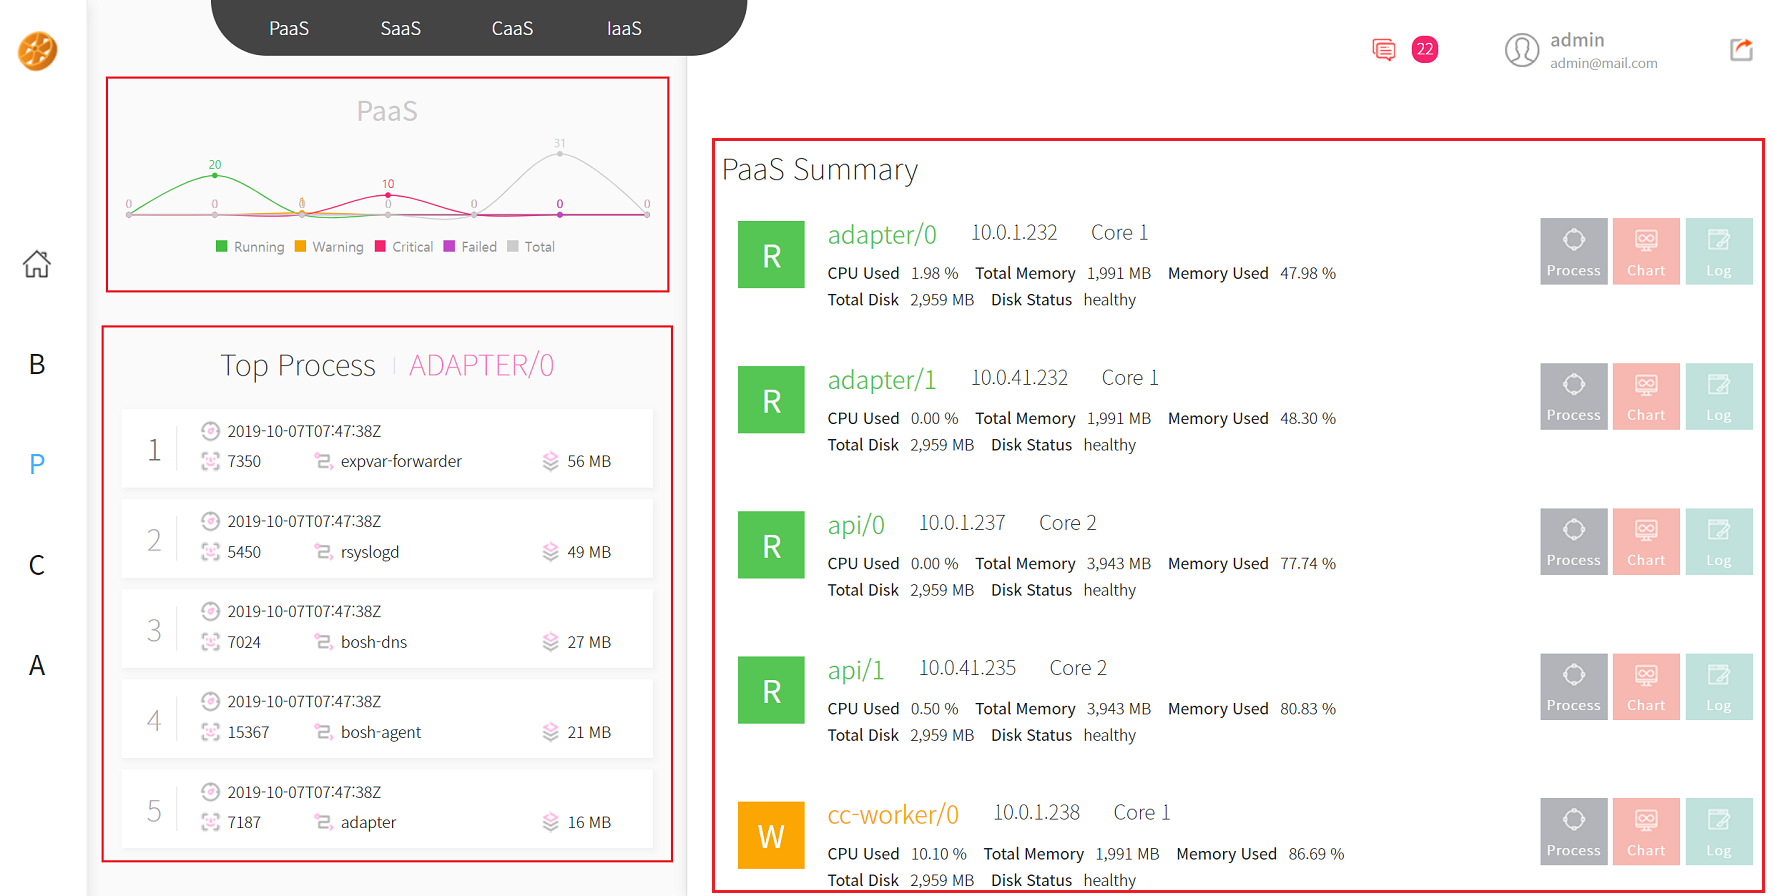 PaaS SaaS CaaS IaaS
22
admin
admin@mail.com
B
P
C
A
PaaS
31
20
10
0 0 0 0 0 0 0
Running Warning Critical Failed Total
Top Process ADAPTER/0
1 2019-10-07T07:47:38Z
7350 expvar-forwarder 56 MB
2 2019-10-07T07:47:38Z
5450 rsyslogd 49 MB
3 2019-10-07T07:47:38Z
7024 bosh-dns 27 MB
4 2019-10-07T07:47:38Z
15367 bosh-agent 21 MB
5 2019-10-07T07:47:38Z
7187 adapter 16 MB
PaaS Summary
R adapter/0 10.0.1.232 Core 1
CPU Used 1.98 % Total Memory 1,991 MB Memory Used 47.98 %
Total Disk 2,959 MB Disk Status healthy
Process Chart Log
R adapter/1 10.0.41.232 Core 1
CPU Used 0.00 % Total Memory 1,991 MB Memory Used 48.30 %
Total Disk 2,959 MB Disk Status healthy
Process Chart Log
R api/0 10.0.1.237 Core 2
CPU Used 0.00 % Total Memory 3,943 MB Memory Used 77.74 %
Total Disk 2,959 MB Disk Status healthy
Process Chart Log
R api/1 10.0.41.235 Core 2
CPU Used 0.50 % Total Memory 3,943 MB Memory Used 80.83 %
Total Disk 2,959 MB Disk Status healthy
Process Chart Log
W cc-worker/0 10.0.1.238 Core 1
CPU Used 10.10 % Total Memory 1,991 MB Memory Used 86.69 %
Total Disk 2,959 MB Disk Status healthy
Process Chart Log